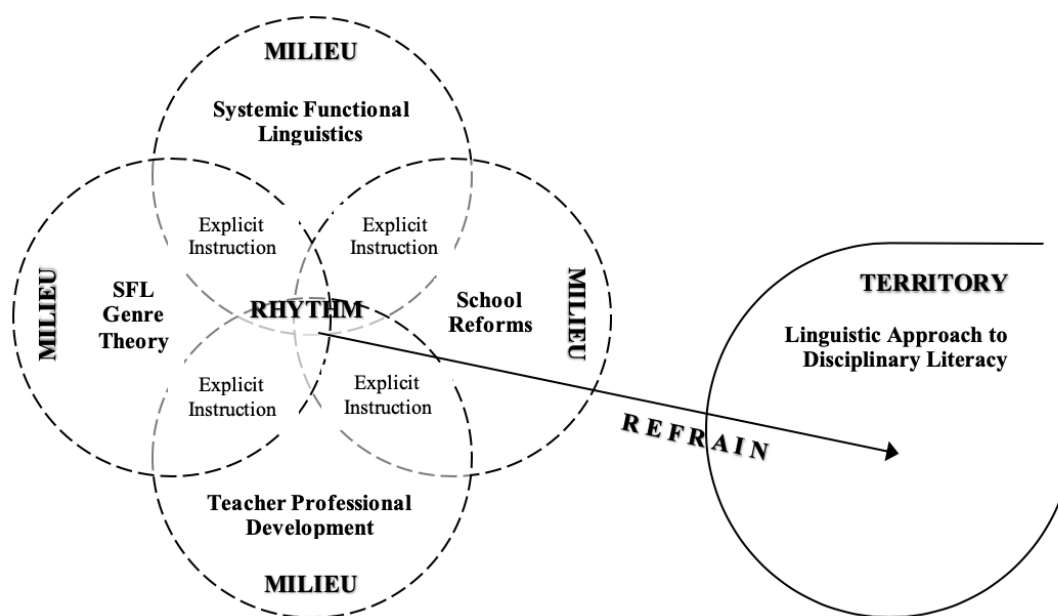 MILIEU
Systemic Functional
Linguistics
Explicit
Instruction
Explicit
Instruction
MILIEU
SFL
Genre
Theory
RHYTHM
School
Reforms
MILIEU
Explicit
Instruction
Explicit
Instruction
Teacher Professional
Development
MILIEU
REFRAIN
TERRITORY
Linguistic Approach to
Disciplinary Literacy